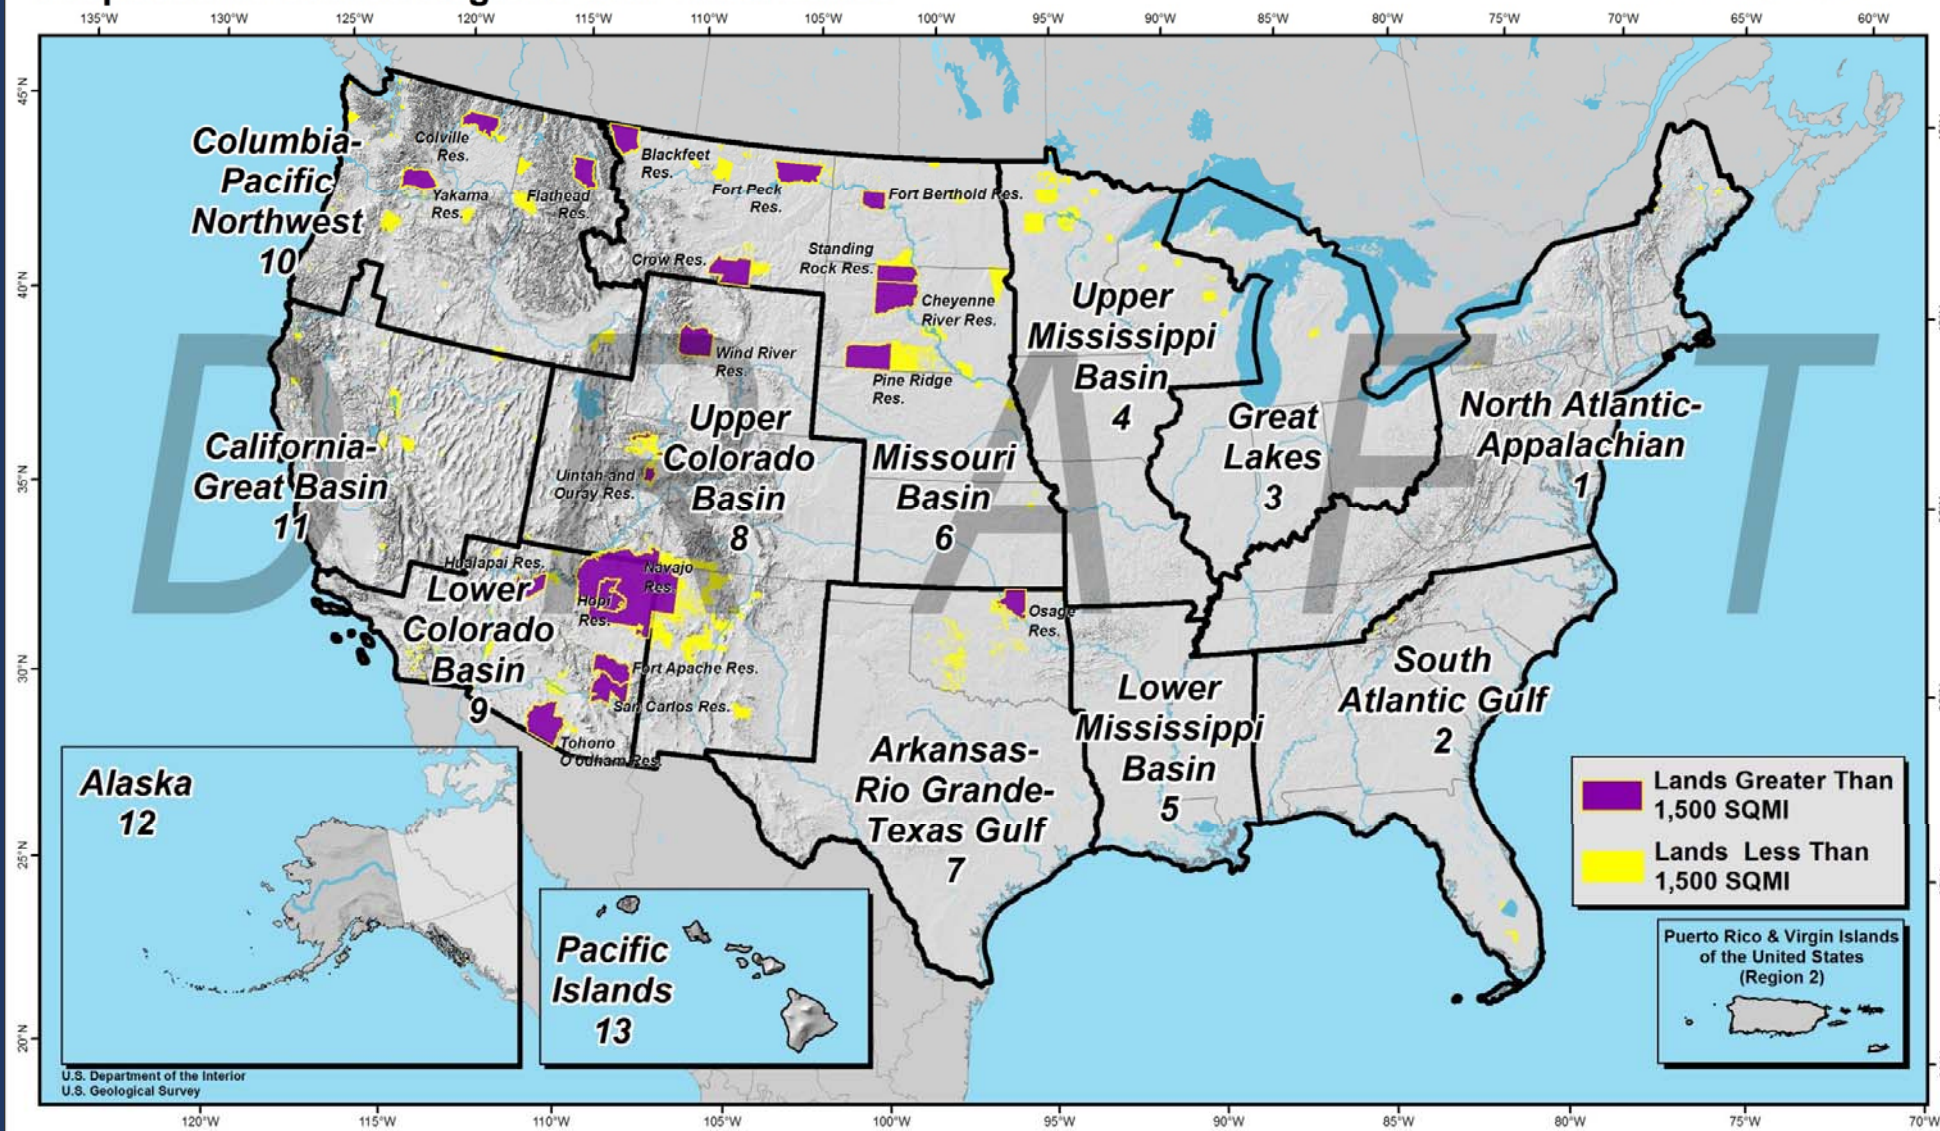 135°W 130°W 125°W 120°W 115°W 110°W 105°W 100°W 95°W 90°W 85°W 80°W 75°W 70°W 65°W 60°W
45°N
40°N
35°N
30°N
25°N
20°N
DRAFT
Columbia-
Pacific
Northwest
10
Colville
Res.
Yakama
Res.
Flathead
Res.
Blackfeet
Res.
Fort Peck
Res.
Fort Berthold Res.
Crow Res.
Standing
Rock Res.
Cheyenne
River Res.
Wind River
Res.
Pine Ridge
Res.
Upper
Mississippi
Basin
4
Great
Lakes
3
North Atlantic-
Appalachian
1
California-
Great Basin
11
Uintah and
Ouray Res.
Upper
Colorado
Basin
8
Missouri
Basin
6
Hualapai Res.
Navajo
Res.
Hopi
Res.
Lower
Colorado
Basin
9
Fort Apache Res.
San Carlos Res.
Tohono
O'odham Res.
Osage
Res.
Arkansas-
Rio Grande-
Texas Gulf
7
Lower
Mississippi
Basin
5
South
Atlantic Gulf
2
Alaska
12
Pacific
Islands
13
Lands Greater Than
1,500 SQMI
Lands Less Than
1,500 SQMI
Puerto Rico & Virgin Islands
of the United States
(Region 2)
U.S. Department of the Interior
U.S. Geological Survey
120°W 115°W 110°W 105°W 100°W 95°W 90°W 85°W 80°W 75°W 70°W